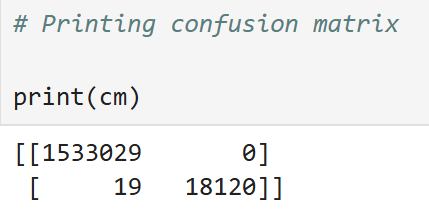 # Printing confusion matrix
print(cm)
[[1533029       0]
 [     19   18120]]